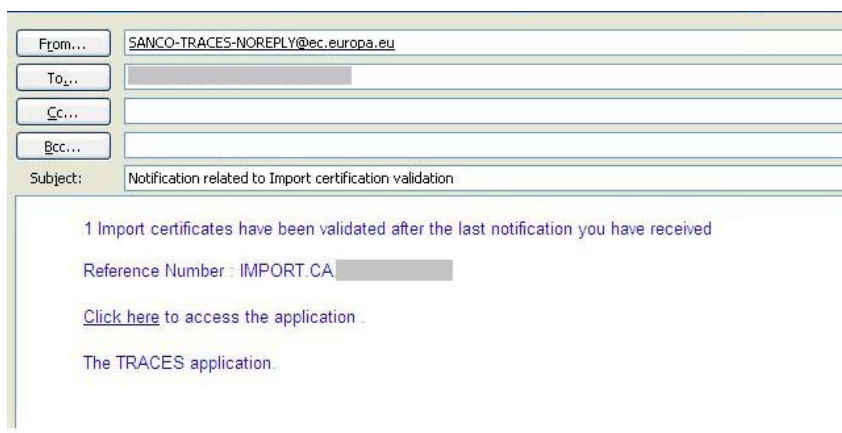 From... SANCO-TRACES-NOREPLY@ec.europa.eu
To...
Cc...
Bcc...
Subject: Notification related to Import certification validation
1 Import certificates have been validated after the last notification you have received
Reference Number : IMPORT.CA.
Click here to access the application .
The TRACES application.